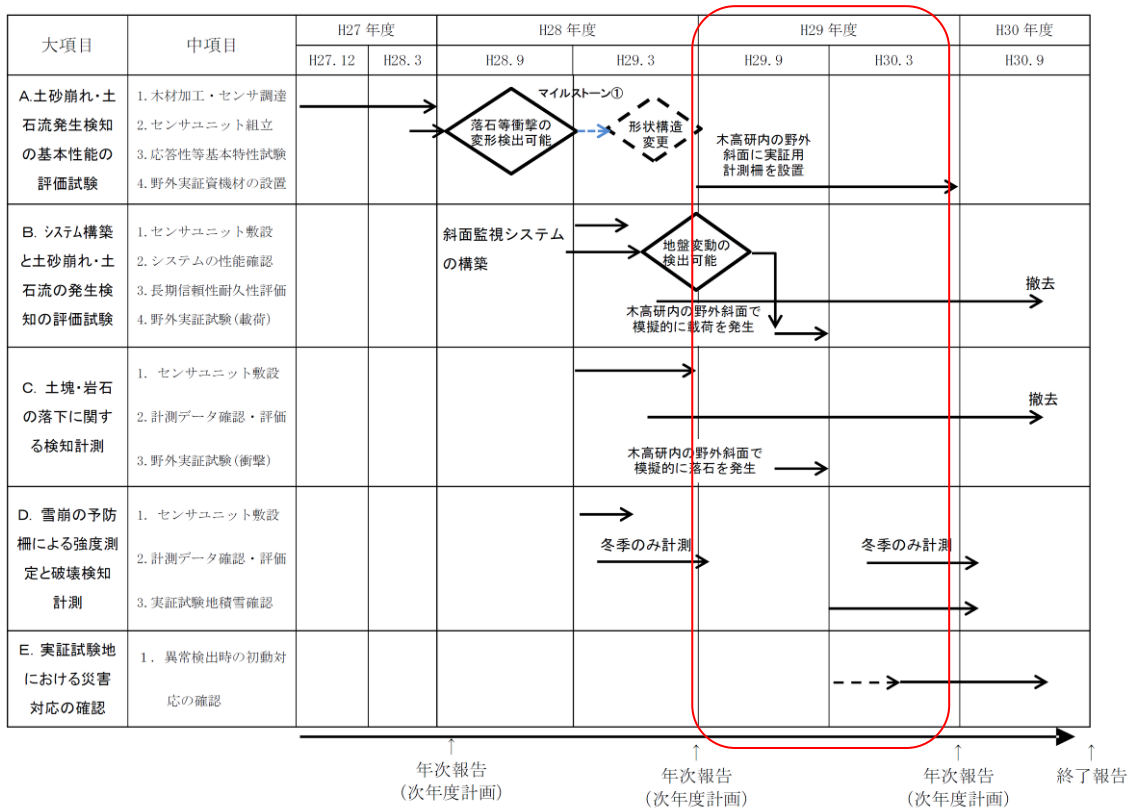 大項目
中項目
H27 年度
H28 年度
H29 年度
H30 年度
H27.12
H28.3
H28.9
H29.3
H29.9
H30.3
H30.9
A.土砂崩れ・土
石流発生検知
の基本性能の
評価試験
1.木材加工・センサ調達
2.センサユニット組立
3.応答性等基本特性試験
4.野外実証資機材の設置
マイルストーン①
落石等衝撃の
変形検出可能
形状構造
変更
木高研内の野外
斜面に実証用
計測柵を設置
B. システム構築
と土砂崩れ・土
石流の発生検
知の評価試験
1.センサユニット敷設
2.システムの性能確認
3.長期信頼性耐久性評価
4.野外実証試験(載荷)
斜面監視システム
の構築
地盤変動の
検出可能
撤去
木高研内の野外斜面で
模擬的に載荷を発生
C. 土塊・岩石
の落下に関す
る検知計測
1. センサユニット敷設
2.計測データ確認・評価
3.野外実証試験(衝撃)
撤去
木高研内の野外斜面で
模擬的に落石を発生
D. 雪崩の予防
柵による強度測
定と破壊検知
計測
1. センサユニット敷設
2.計測データ確認・評価
3.実証試験地積雪確認
冬季のみ計測
冬季のみ計測
E. 実証試験地
における災害
対応の確認
1. 異常検出時の初動対
応の確認
↑
年次報告
(次年度計画)
↑
年次報告
(次年度計画)
↑
年次報告
(次年度計画)
↑
終了報告